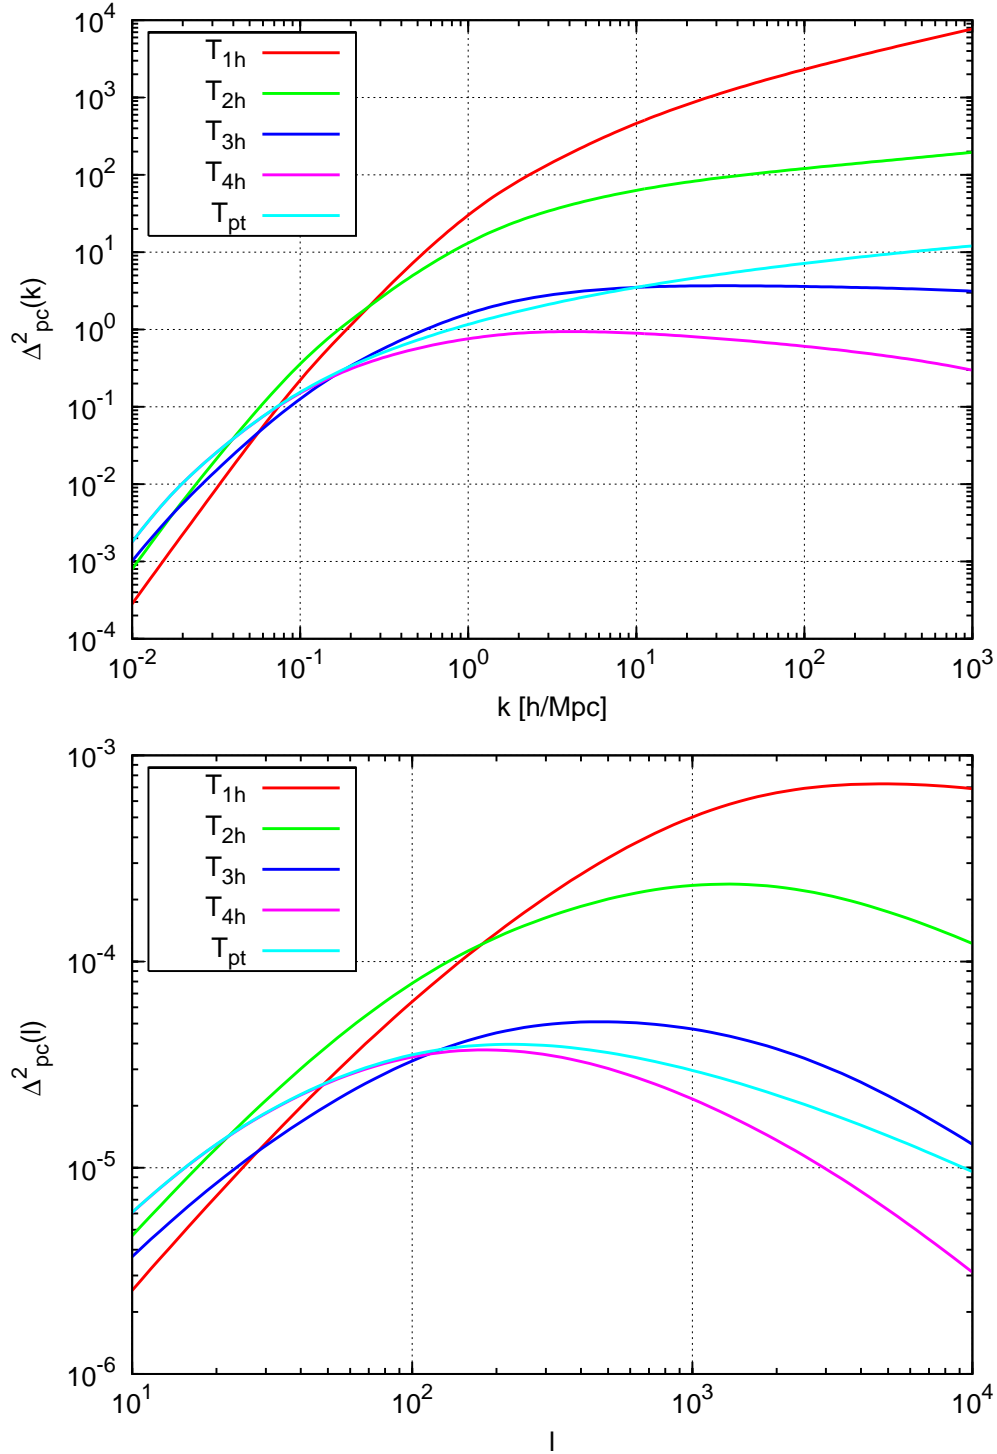 10^4
10^3
10^2
10^1
10^0
10^-1
10^-2
10^-3
10^-4
T_1h
T_2h
T_3h
T_4h
T_pt
Δ^2_pc(k)
10^-2 10^-1 10^0 10^1 10^2 10^3
k [h/Mpc]
10^-3
10^-4
10^-5
10^-6
T_1h
T_2h
T_3h
T_4h
T_pt
Δ^2_pc(l)
10^1 10^2 10^3 10^4
l